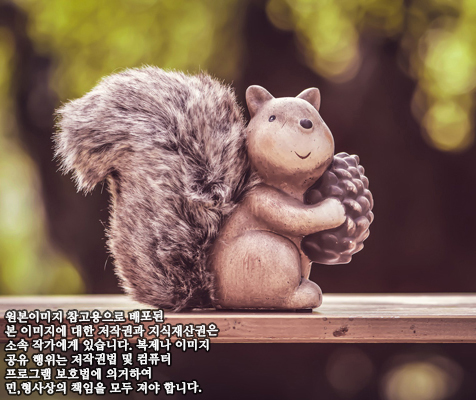 원본이미지 참고용으로 배포된
본 이미지에 대한 저작권과 지식재산권은
소속 작가에게 있습니다. 복제나 이미지
공유 행위는 저작권법 및 컴퓨터
프로그램 보호법에 의거하여
민,형사상의 책임을 모두 져야 합니다.